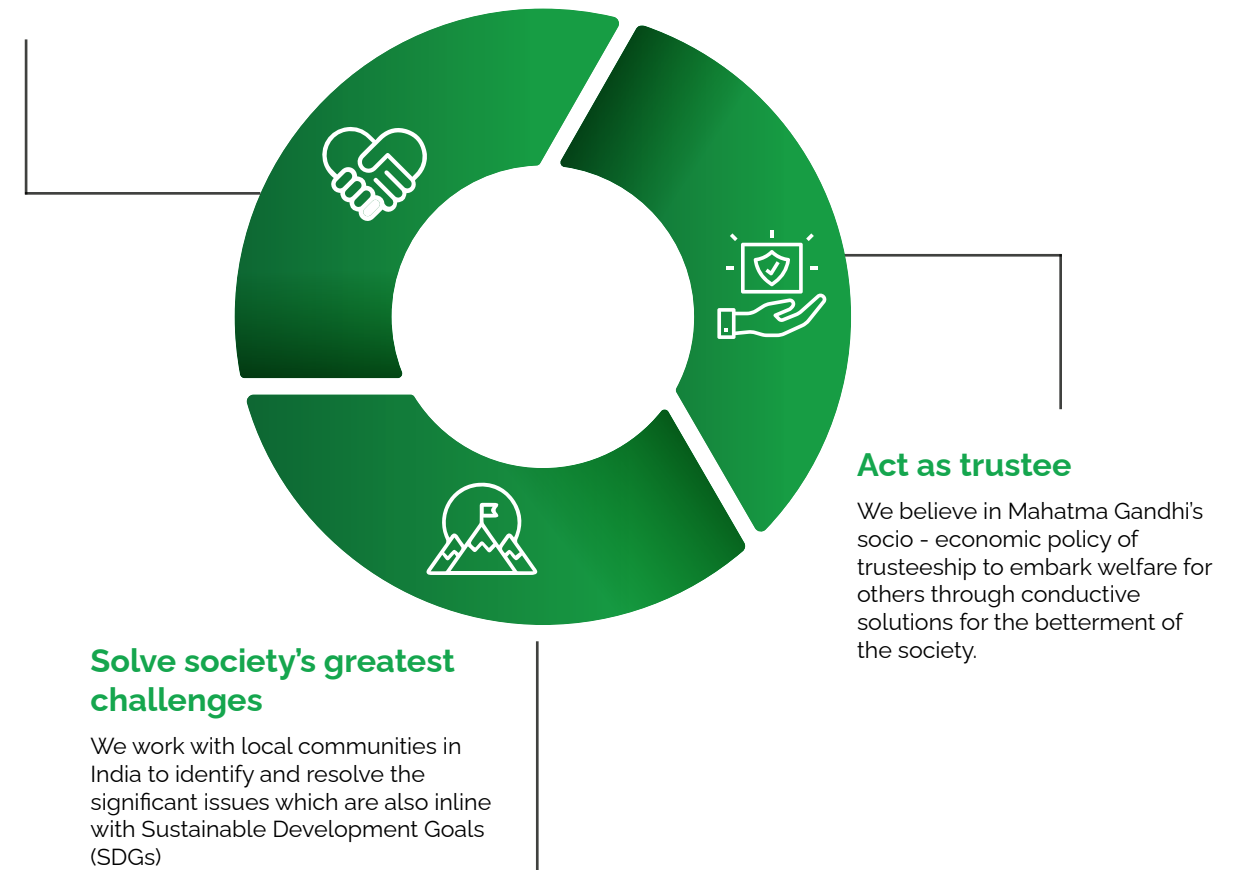 Act as trustee
We believe in Mahatma Gandhi's
socio - economic policy of
trusteeship to embark welfare for
others through conductive
solutions for the betterment of
the society.
Solve society’s greatest
challenges
We work with local communities in
India to identify and resolve the
significant issues which are also inline
with Sustainable Development Goals
(SDGs)